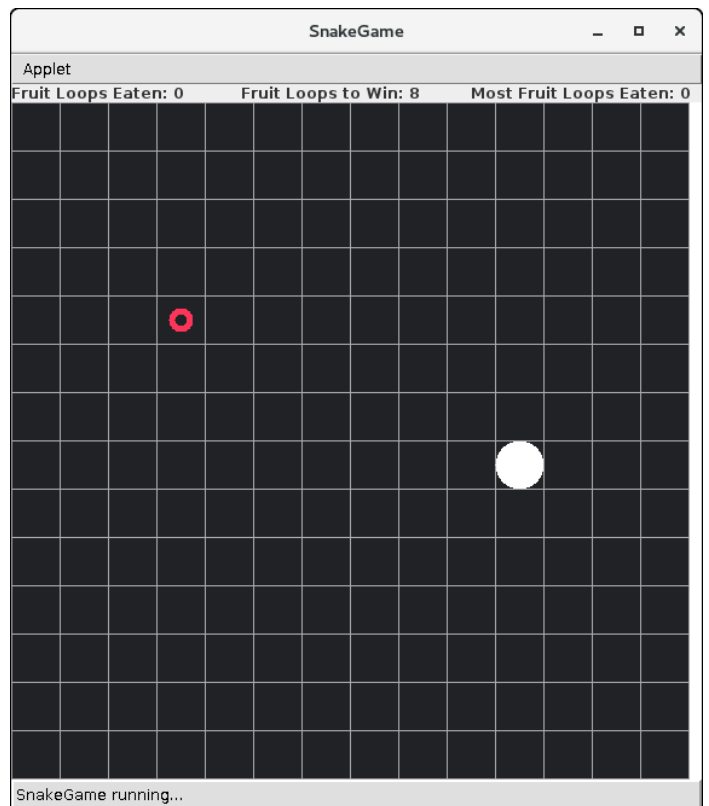 SnakeGame
Applet
Fruit Loops Eaten: 0 Fruit Loops to Win: 8 Most Fruit Loops Eaten: 0
SnakeGame running...